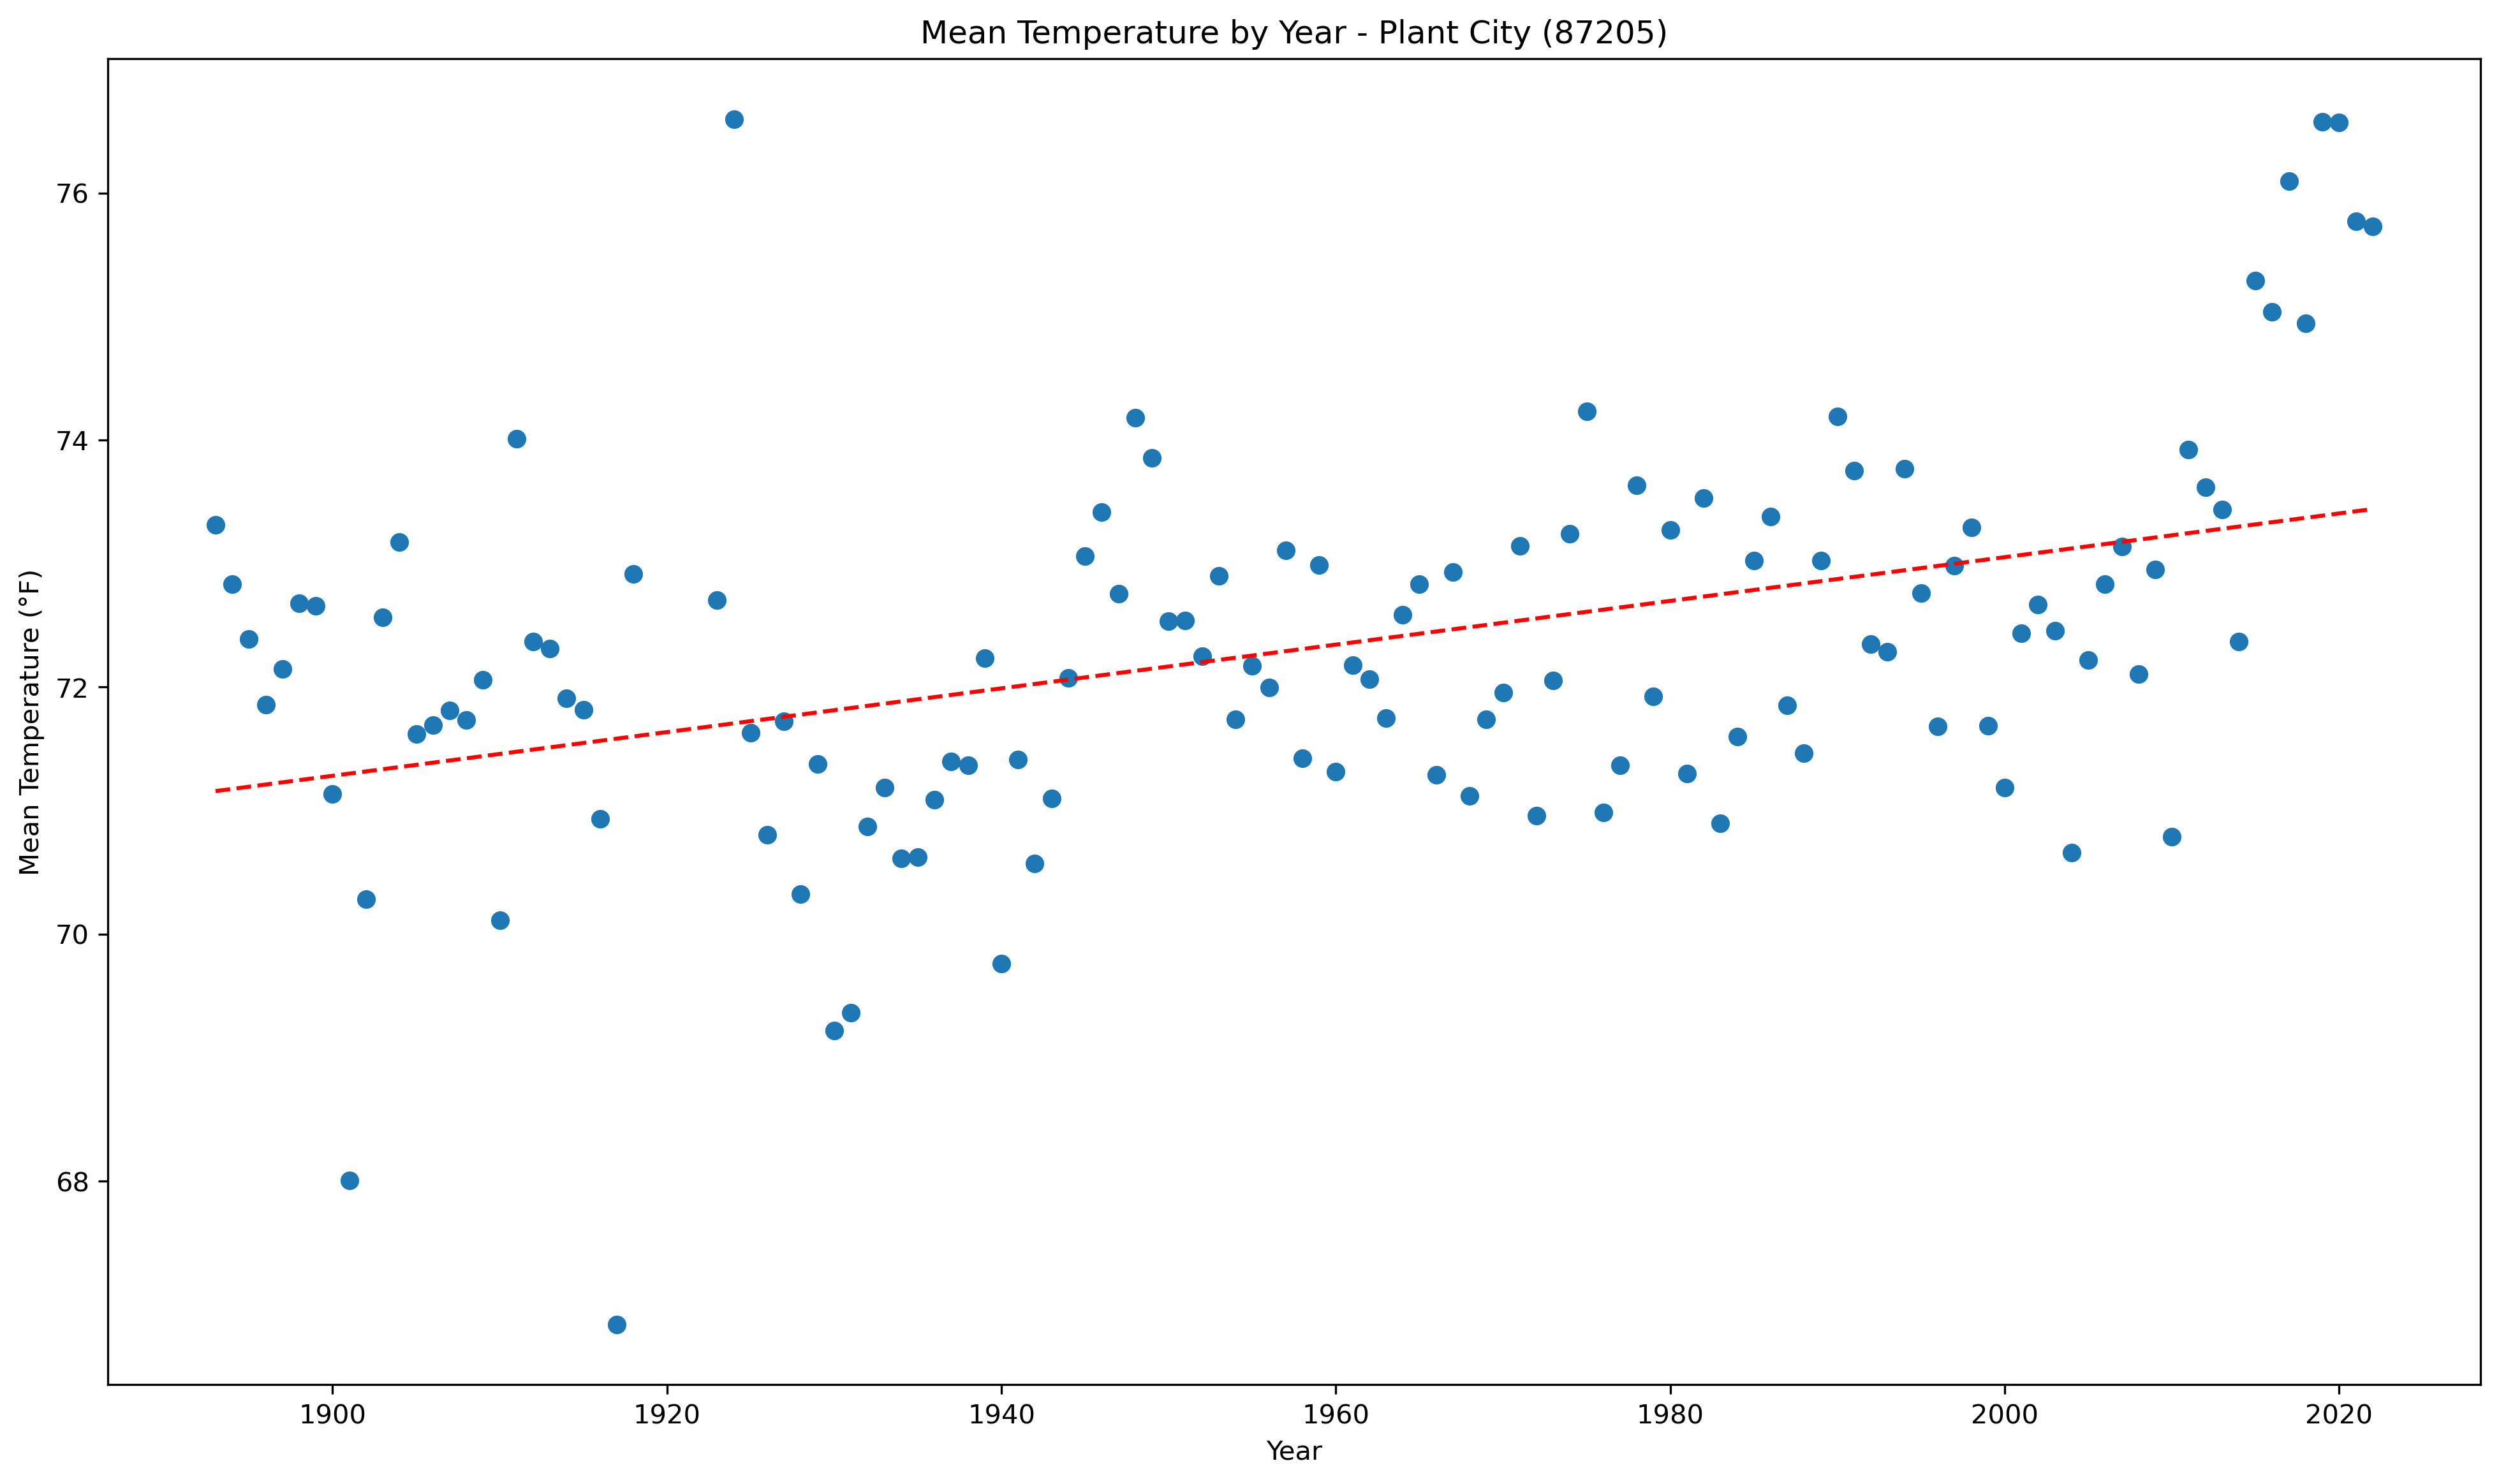 Mean Temperature by Year - Plant City (87205)
Mean Temperature (°F)
76
74
72
70
68
1900 1920 1940 1960 1980 2000 2020
Year